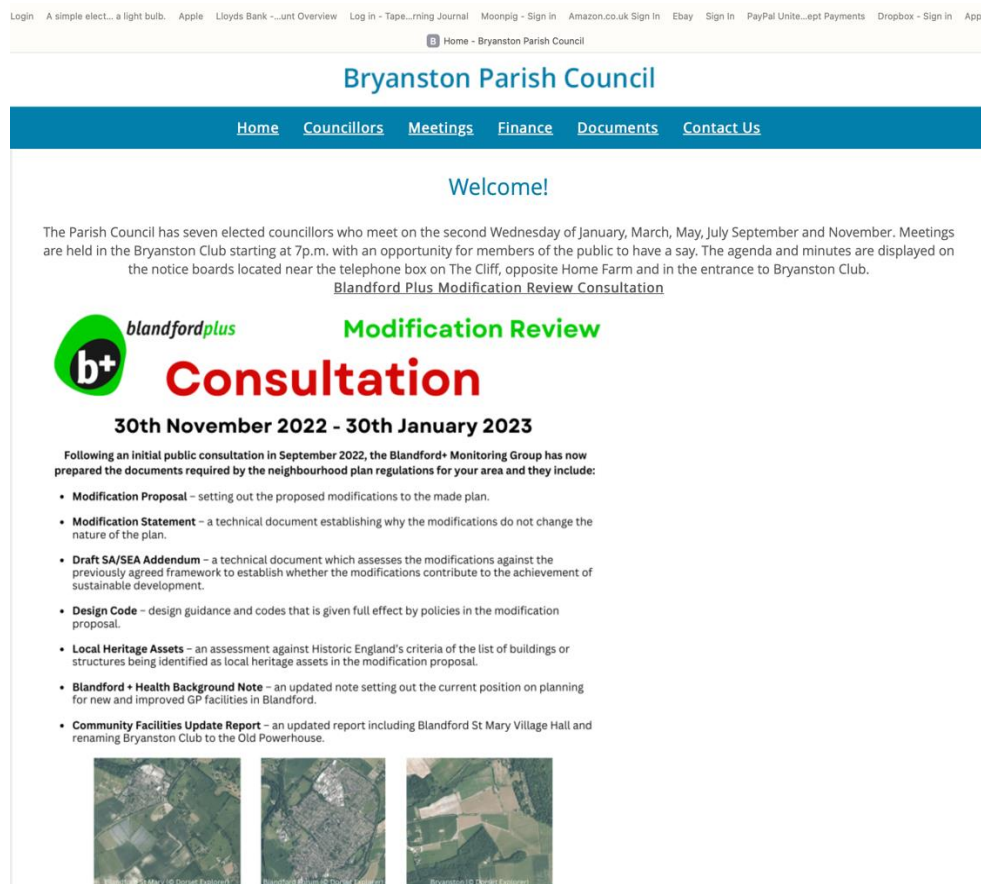 Login A simple elect... a light bulb. Apple Lloyds Bank -...unt Overview Log in - Tape...rning Journal Moonpig - Sign in Amazon.co.uk Sign In Ebay Sign In PayPal Unite...ept Payments Dropbox - Sign in App
B Home - Bryanston Parish Council
Bryanston Parish Council
Home Councillors Meetings Finance Documents Contact Us
Welcome!
The Parish Council has seven elected councillors who meet on the second Wednesday of January, March, May, July September and November. Meetings
are held in the Bryanston Club starting at 7p.m. with an opportunity for members of the public to have a say. The agenda and minutes are displayed on
the notice boards located near the telephone box on The Cliff, opposite Home Farm and in the entrance to Bryanston Club.
Blandford Plus Modification Review Consultation
blandfordplus Modification Review
b+ Consultation
30th November 2022 - 30th January 2023
Following an initial public consultation in September 2022, the Blandford+ Monitoring Group has now
prepared the documents required by the neighbourhood plan regulations for your area and they include:
• Modification Proposal – setting out the proposed modifications to the made plan.
• Modification Statement – a technical document establishing why the modifications do not change the
nature of the plan.
• Draft SA/SEA Addendum – a technical document which assesses the modifications against the
previously agreed framework to establish whether the modifications contribute to the achievement of
sustainable development.
• Design Code – design guidance and codes that is given full effect by policies in the modification
proposal.
• Local Heritage Assets – an assessment against Historic England's criteria of the list of buildings or
structures being identified as local heritage assets in the modification proposal.
• Blandford + Health Background Note – an updated note setting out the current position on planning
for new and improved GP facilities in Blandford.
• Community Facilities Update Report – an updated report including Blandford St Mary Village Hall and
renaming Bryanston Club to the Old Powerhouse.
Blandford St Mary (© Dorset Explorer) Blandford Forum (© Dorset Explorer) Bryanston (© Dorset Explorer)